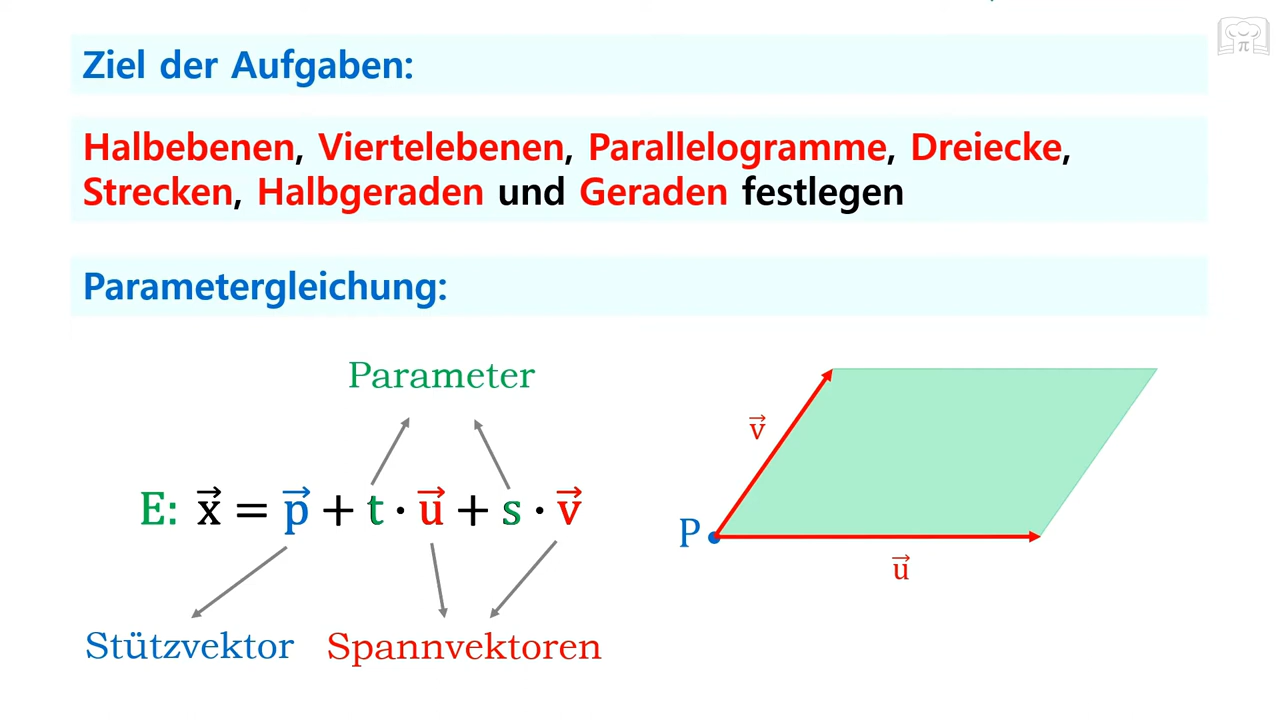 Ziel der Aufgaben:
Halbebenen, Viertelebenen, Parallelogramme, Dreiecke,
Strecken, Halbgeraden und Geraden festlegen
Parametergleichung:
Parameter
E: x⃗ = p⃗ + t · u⃗ + s · v⃗
Stützvektor Spannvektoren
v⃗
P
u⃗
π